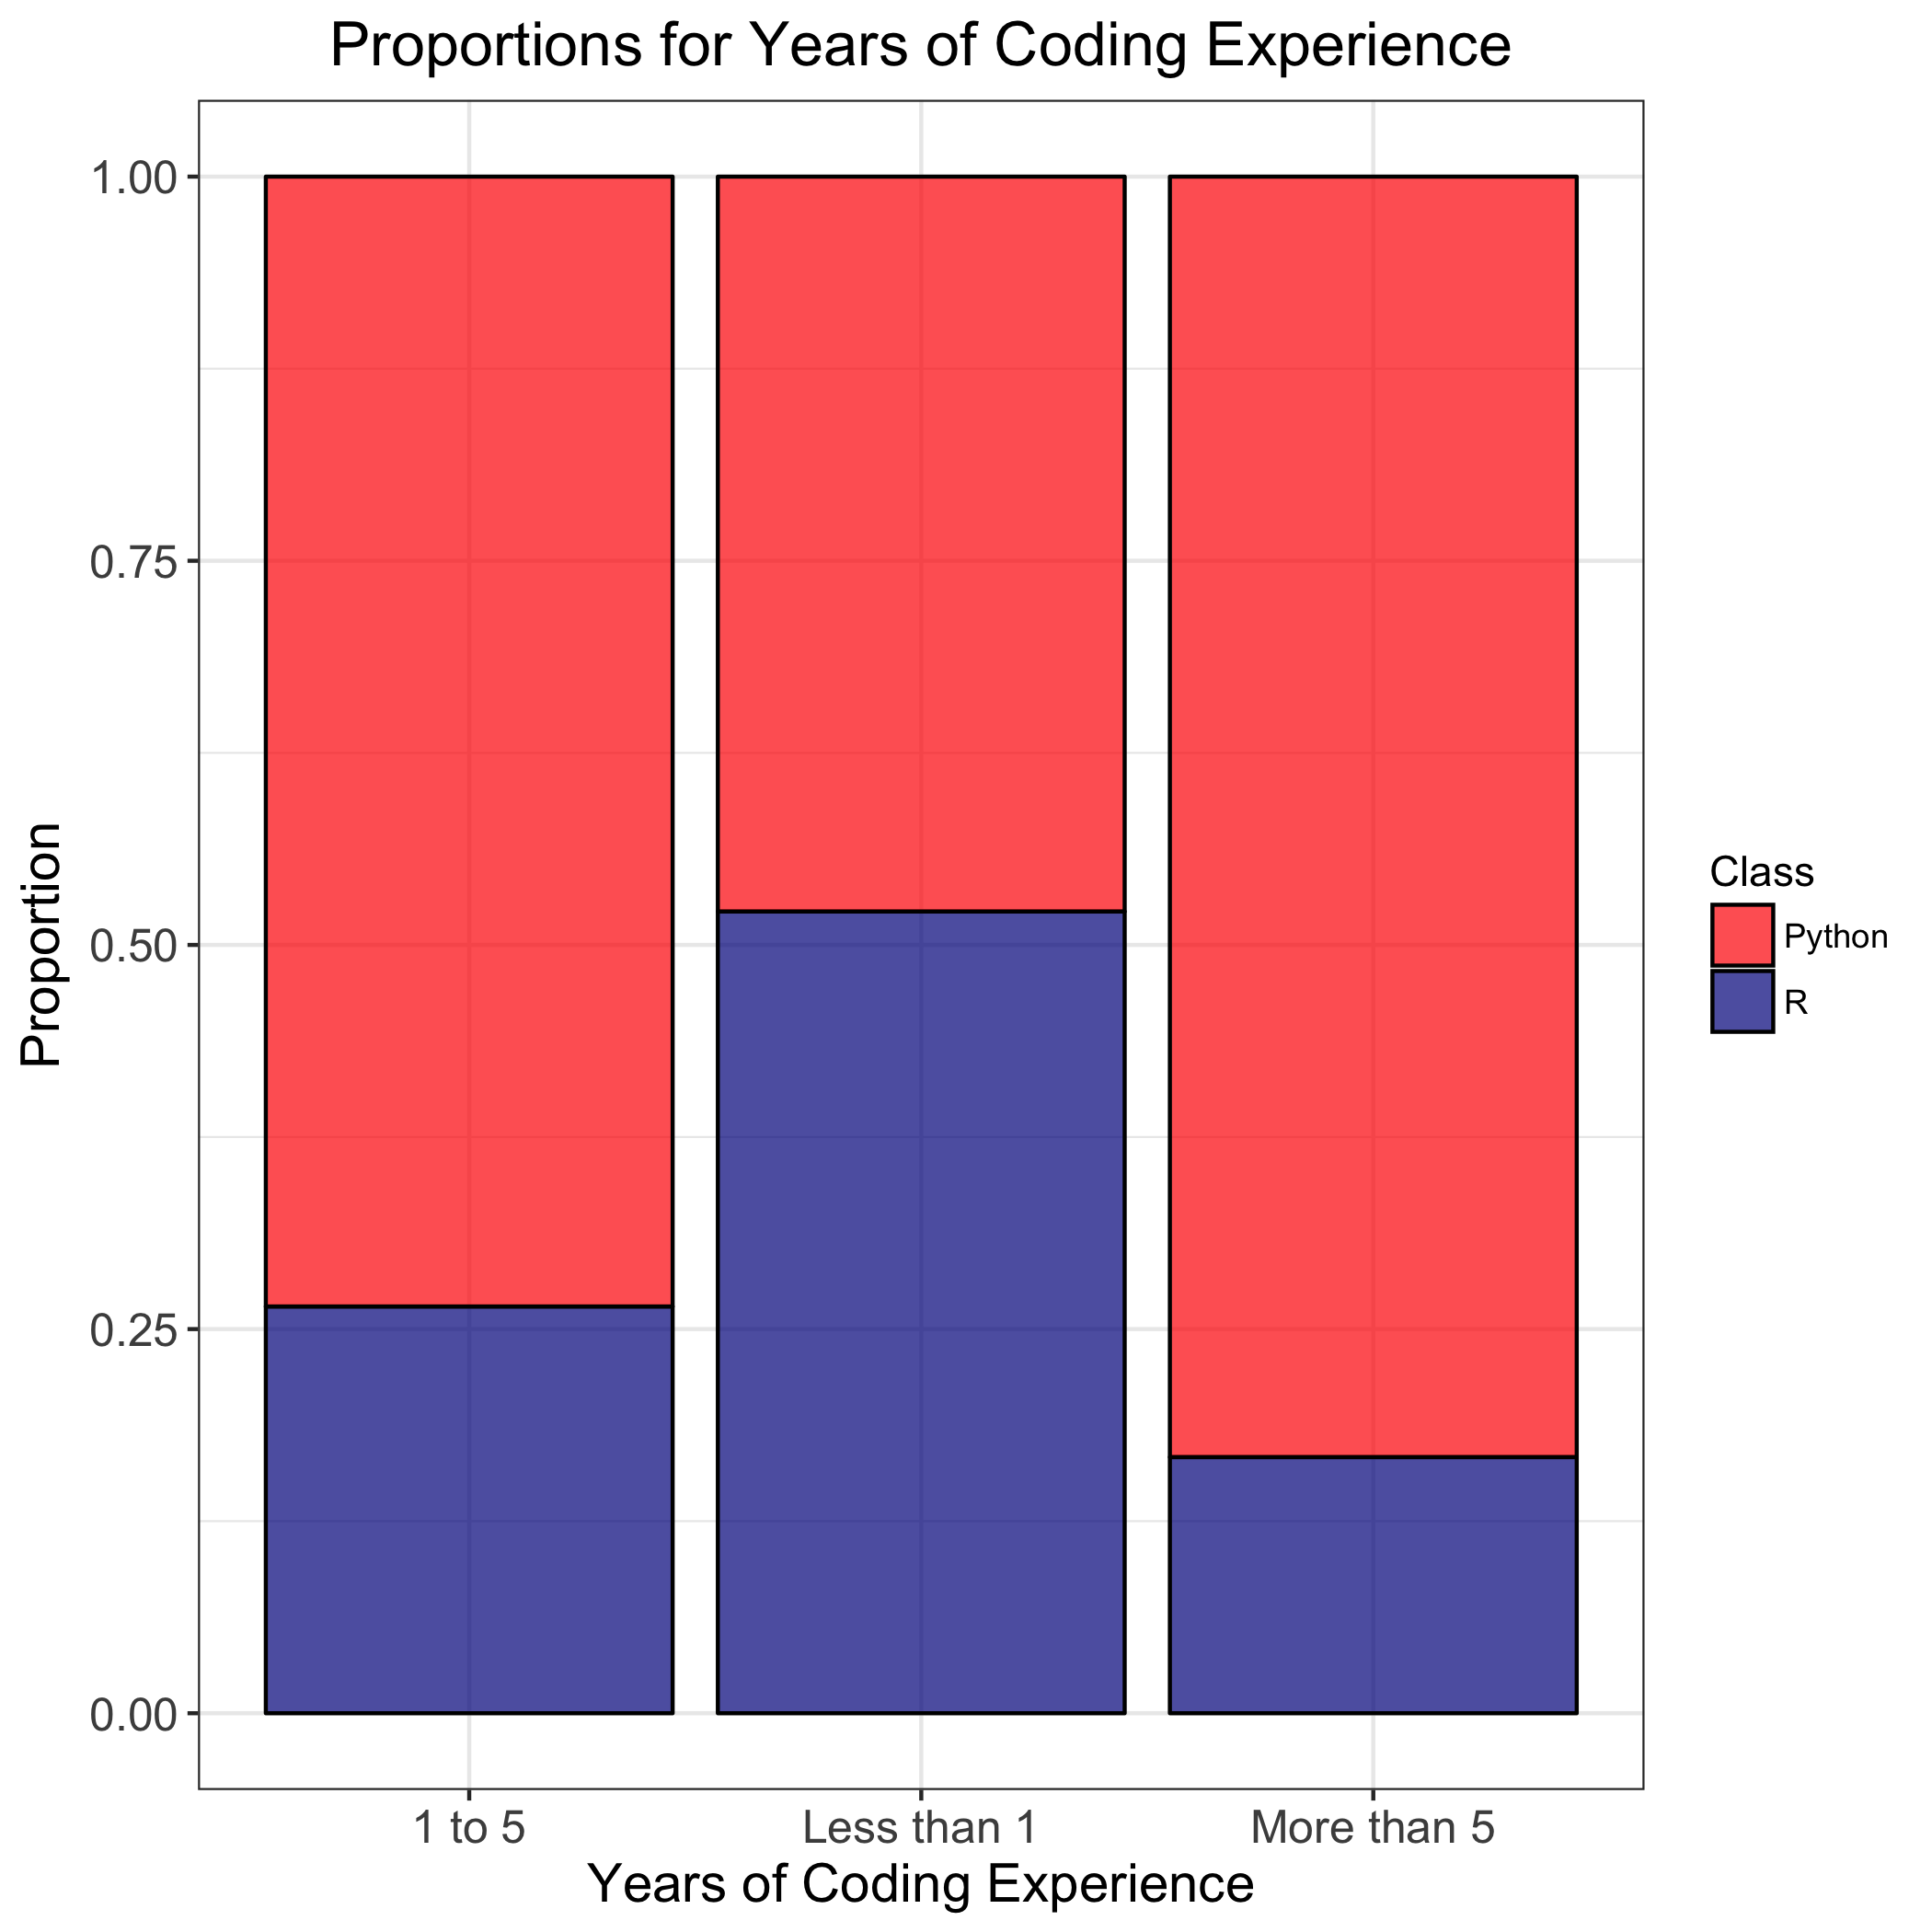 Proportions for Years of Coding Experience
1.00
0.75
0.50
0.25
0.00
Proportion
1 to 5
Less than 1
More than 5
Years of Coding Experience
Class
Python
R